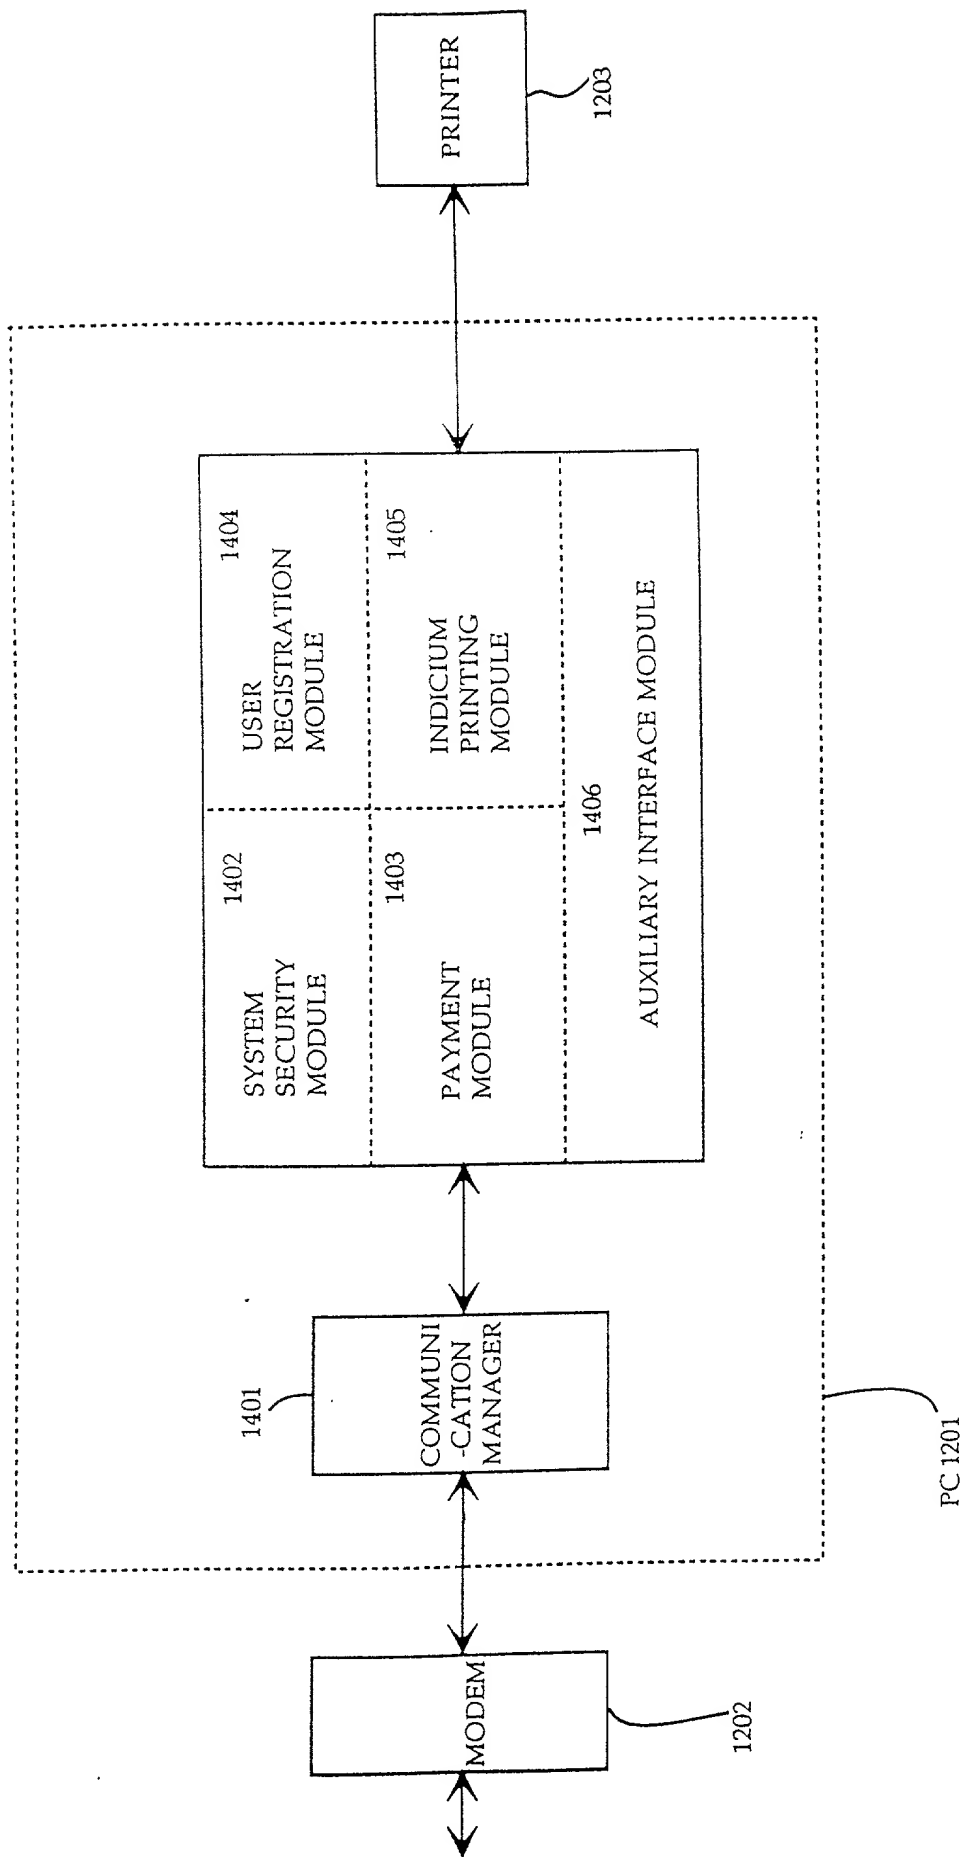 MODEM
1202
COMMUNI
-CATION
MANAGER
1401
SYSTEM
SECURITY
MODULE
1402
USER
REGISTRATION
MODULE
1404
PAYMENT
MODULE
1403
INDICIUM
PRINTING
MODULE
1405
1406
AUXILIARY INTERFACE MODULE
PC 1201
PRINTER
1203